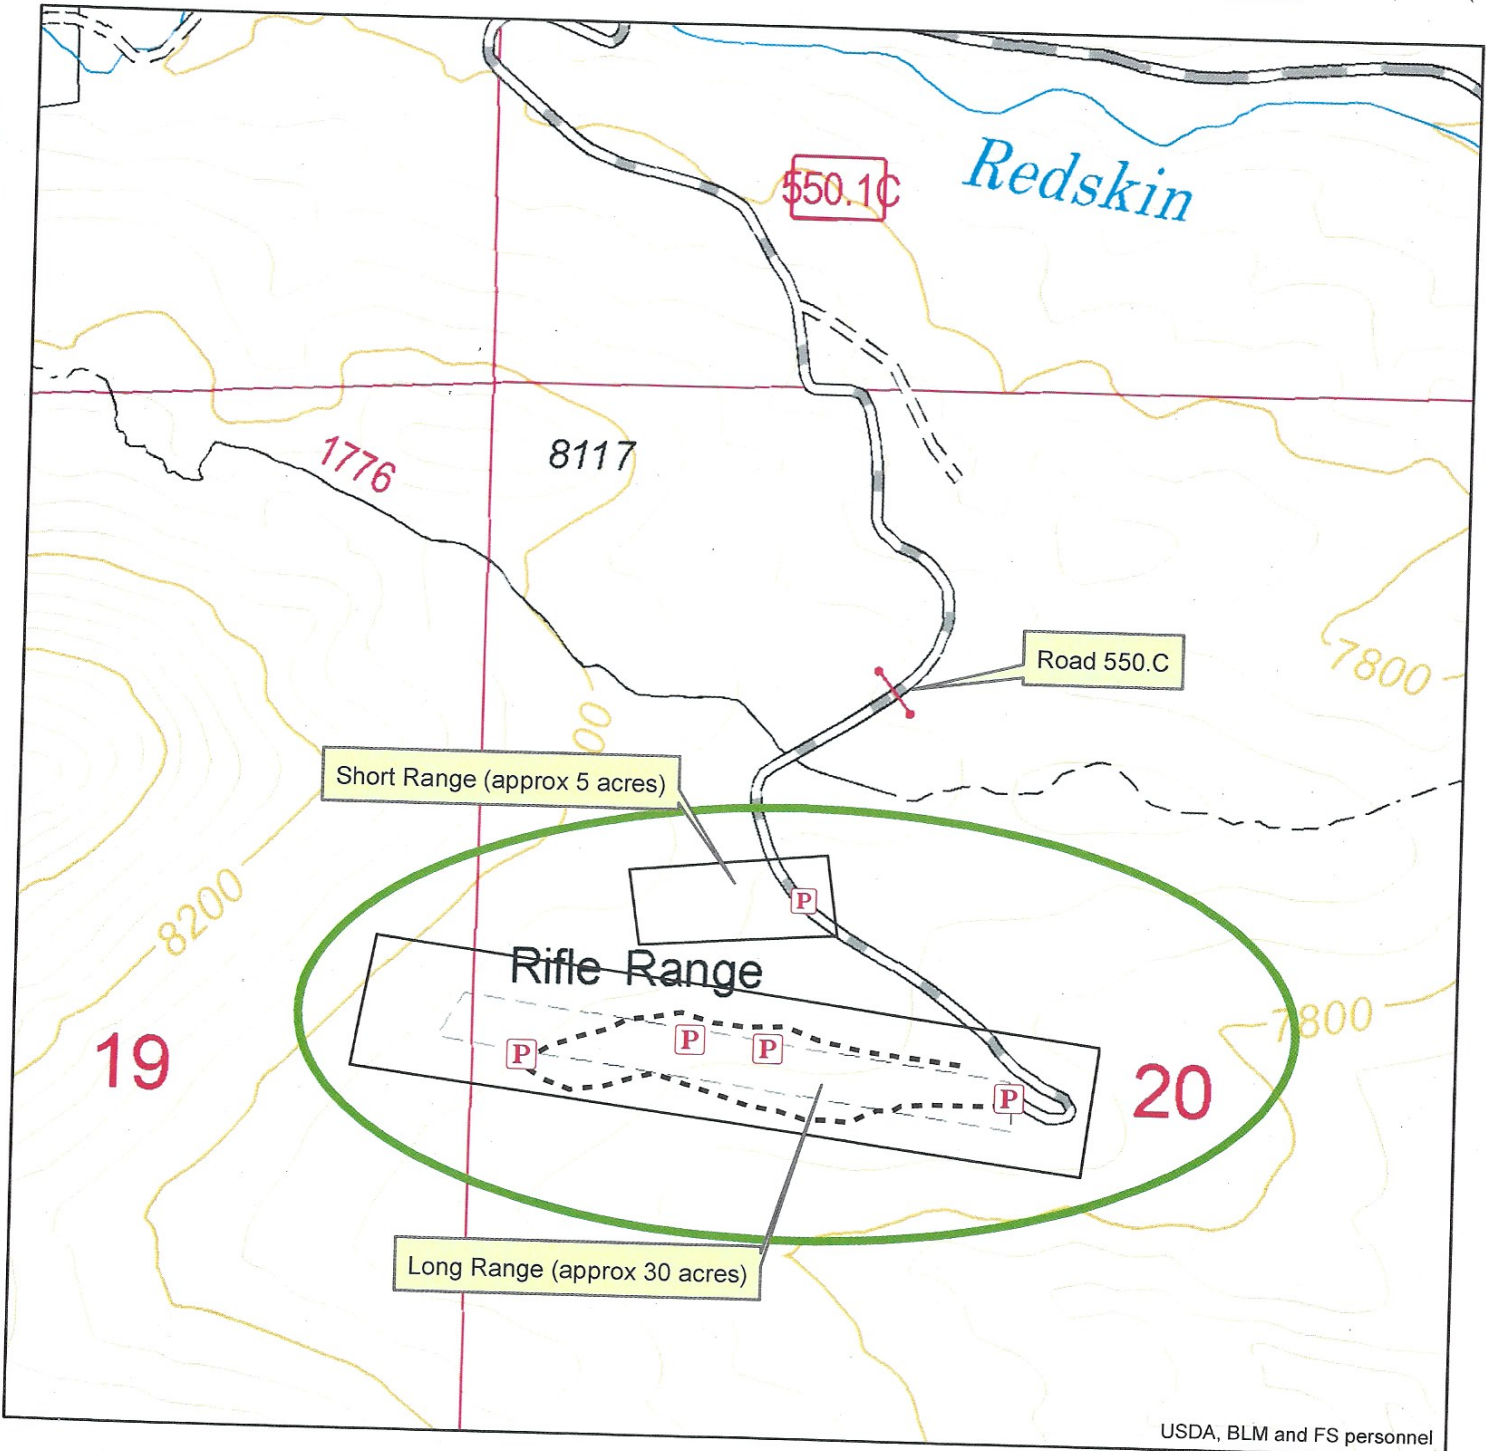 550.1C
Redskin
1776
8117
Road 550.C
7800
00
Short Range (approx 5 acres)
8200
P
Rifle Range
7800
19
P
P
P
P
20
Long Range (approx 30 acres)
USDA, BLM and FS personnel